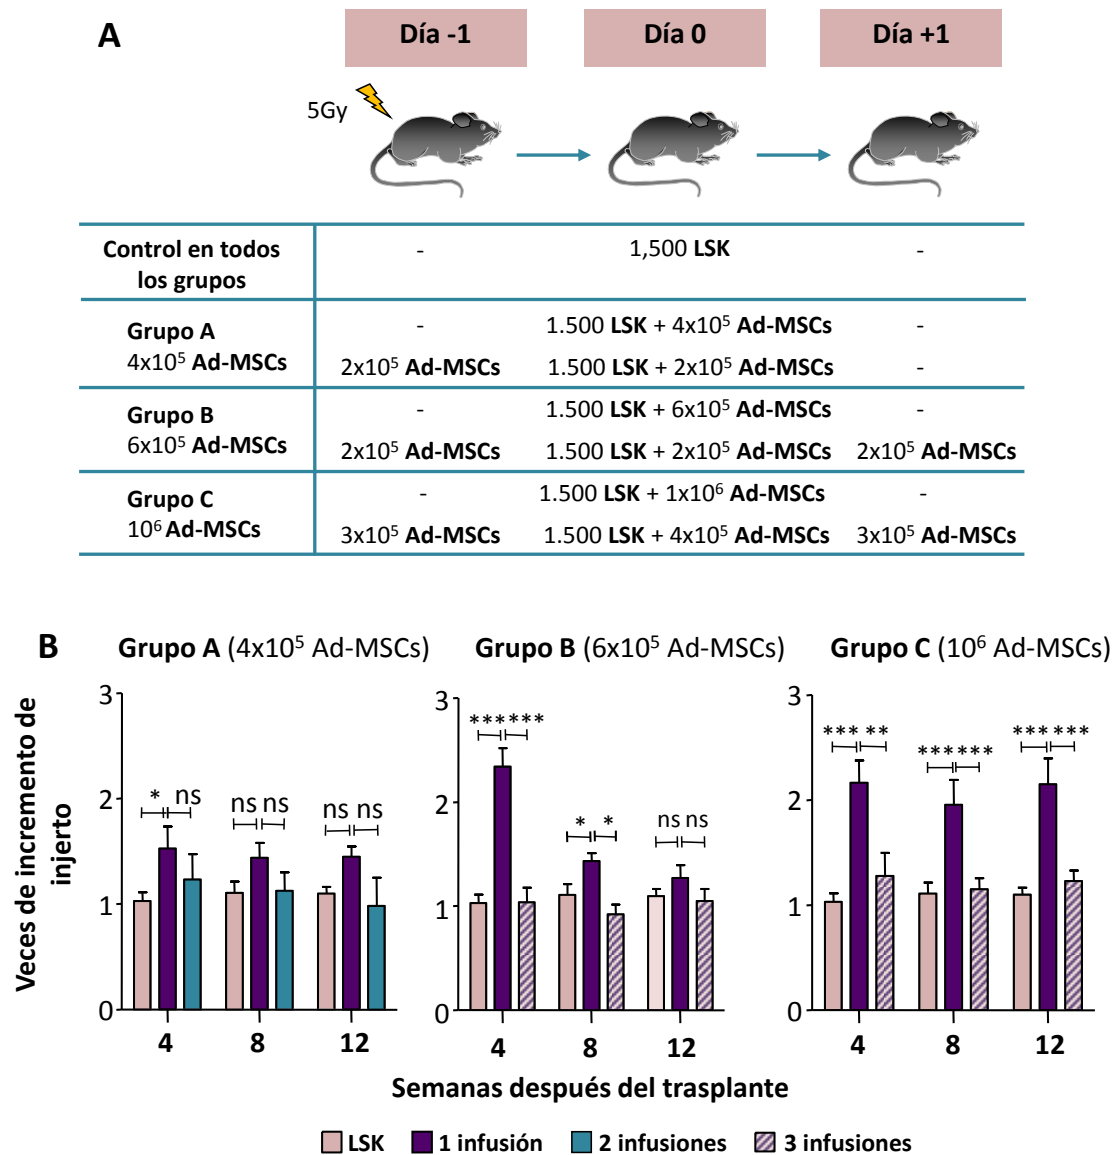 A
Día -1 Día 0 Día +1
5Gy
Control en todos los grupos - 1,500 LSK -
Grupo A
4x10⁵ Ad-MSCs
- 1.500 LSK + 4x10⁵ Ad-MSCs -
2x10⁵ Ad-MSCs 1.500 LSK + 2x10⁵ Ad-MSCs -
Grupo B
6x10⁵ Ad-MSCs
- 1.500 LSK + 6x10⁵ Ad-MSCs -
2x10⁵ Ad-MSCs 1.500 LSK + 2x10⁵ Ad-MSCs 2x10⁵ Ad-MSCs
Grupo C
10⁶ Ad-MSCs
- 1.500 LSK + 1x10⁶ Ad-MSCs -
3x10⁵ Ad-MSCs 1.500 LSK + 4x10⁵ Ad-MSCs 3x10⁵ Ad-MSCs
B
Grupo A (4x10⁵ Ad-MSCs)
Veces de incremento de
injerto
3
2
1
0
* ns ns ns ns ns
4 8 12
Grupo B (6x10⁵ Ad-MSCs)
3
2
1
0
*** *** * * ns ns
4 8 12
Grupo C (10⁶ Ad-MSCs)
3
2
1
0
*** ** *** *** *** ***
4 8 12
Semanas después del trasplante
LSK 1 infusión 2 infusiones 3 infusiones